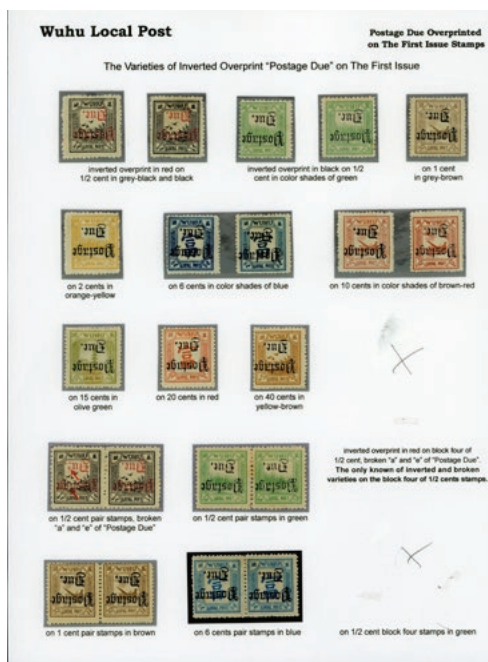 Wuhu Local Post
Postage Due Overprinted
on The First Issue Stamps
The Varieties of Inverted Overprint "Postage Due" on The First Issue
inverted overprint in red on
1/2 cent in grey-black and black
inverted overprint in black on 1/2
cent in color shades of green
on 1 cent
in grey-brown
on 2 cents in
orange-yellow
on 6 cents in color shades of blue
on 10 cents in color shades of brown-red
on 15 cents in
olive green
on 20 cents in red
on 40 cents in
yellow-brown
inverted overprint in red on block four of
1/2 cent, broken "a" and "e" of "Postage Due".
The only known of inverted and broken
varieties on the block four of 1/2 cents stamps.
on 1/2 cent pair stamps, broken
"a" and "e" of "Postage Due"
on 1/2 cent pair stamps in green
on 1 cent pair stamps in brown
on 6 cents pair stamps in blue
on 1/2 cent block four stamps in green
Postage
Due.